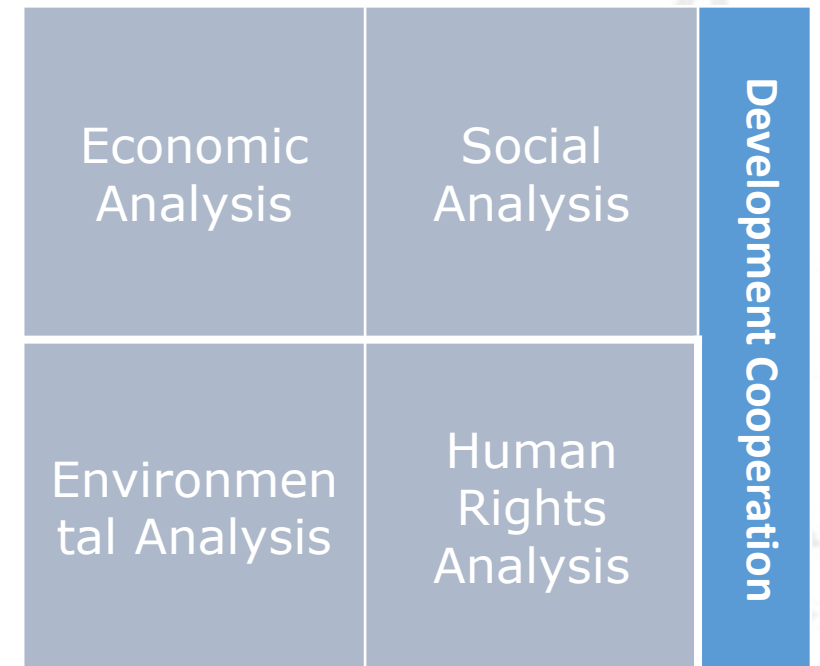 Economic
Analysis
Social
Analysis
Environmen
tal Analysis
Human
Rights
Analysis
Development Cooperation